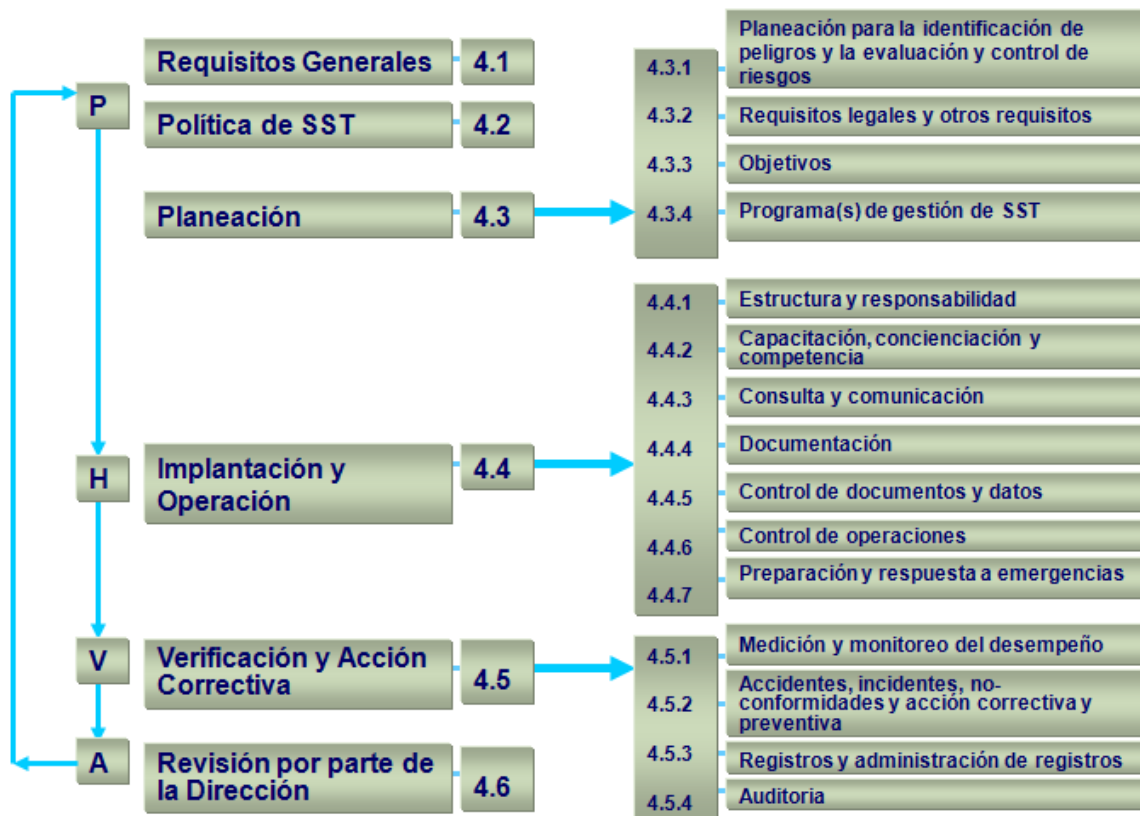 P
Requisitos Generales 4.1
Política de SST 4.2
Planeación 4.3
4.3.1 Planeación para la identificación de
peligros y la evaluación y control de
riesgos
4.3.2 Requisitos legales y otros requisitos
4.3.3 Objetivos
4.3.4 Programa(s) de gestión de SST
H
Implantación y
Operación
4.4
4.4.1 Estructura y responsabilidad
4.4.2 Capacitación, concienciación y
competencia
4.4.3 Consulta y comunicación
4.4.4 Documentación
4.4.5 Control de documentos y datos
4.4.6 Control de operaciones
4.4.7 Preparación y respuesta a emergencias
V
Verificación y Acción
Correctiva
4.5
4.5.1 Medición y monitoreo del desempeño
4.5.2 Accidentes, incidentes, no-
conformidades y acción correctiva y
preventiva
4.5.3 Registros y administración de registros
4.5.4 Auditoria
A
Revisión por parte de
la Dirección
4.6